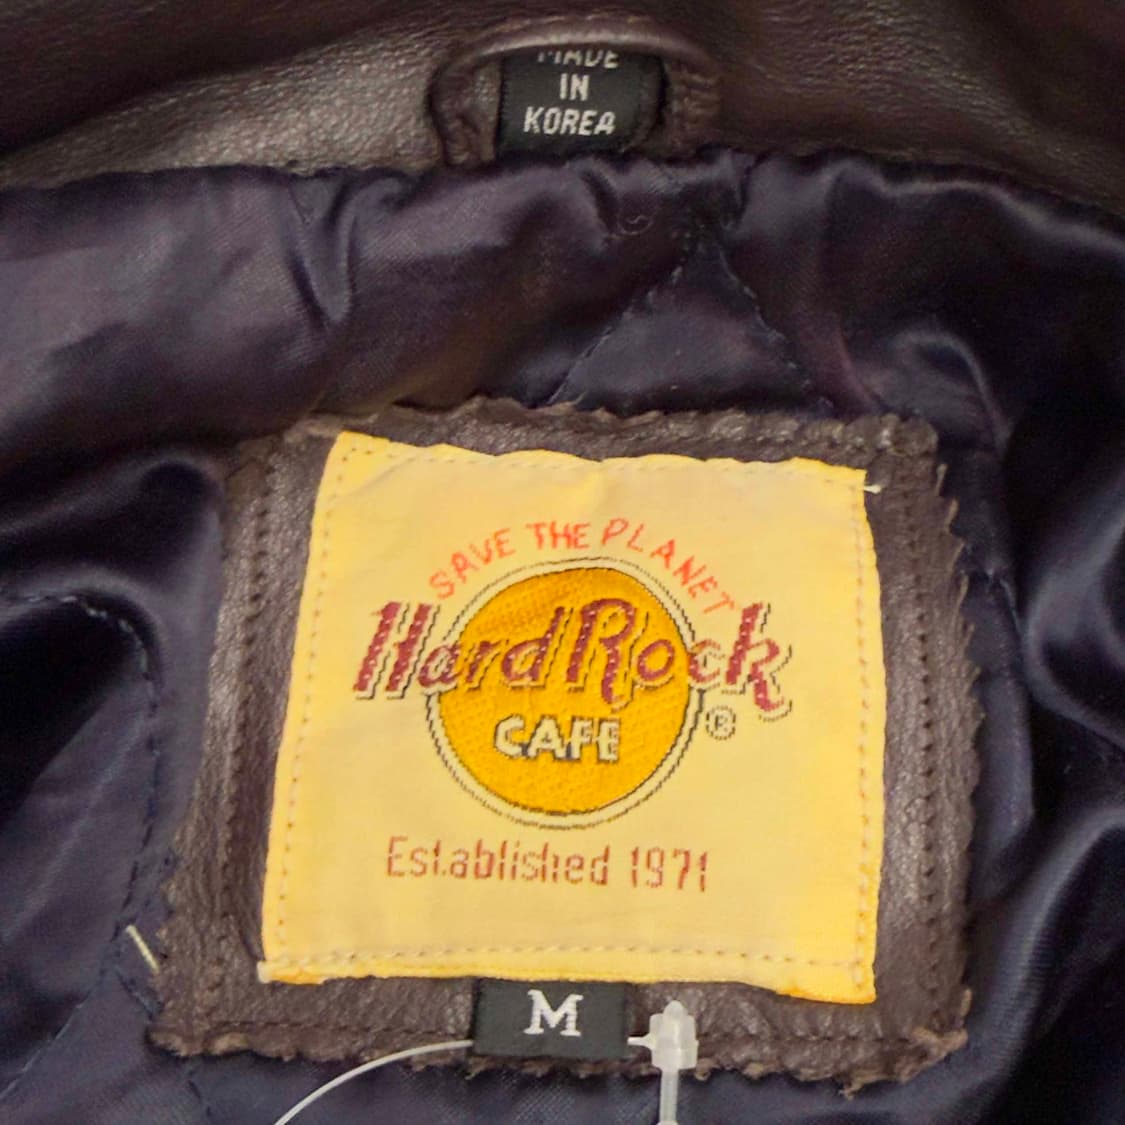 MADE
IN
KOREA
SAVE THE PLANET
Hard Rock
CAFE
®
Established 1971
M